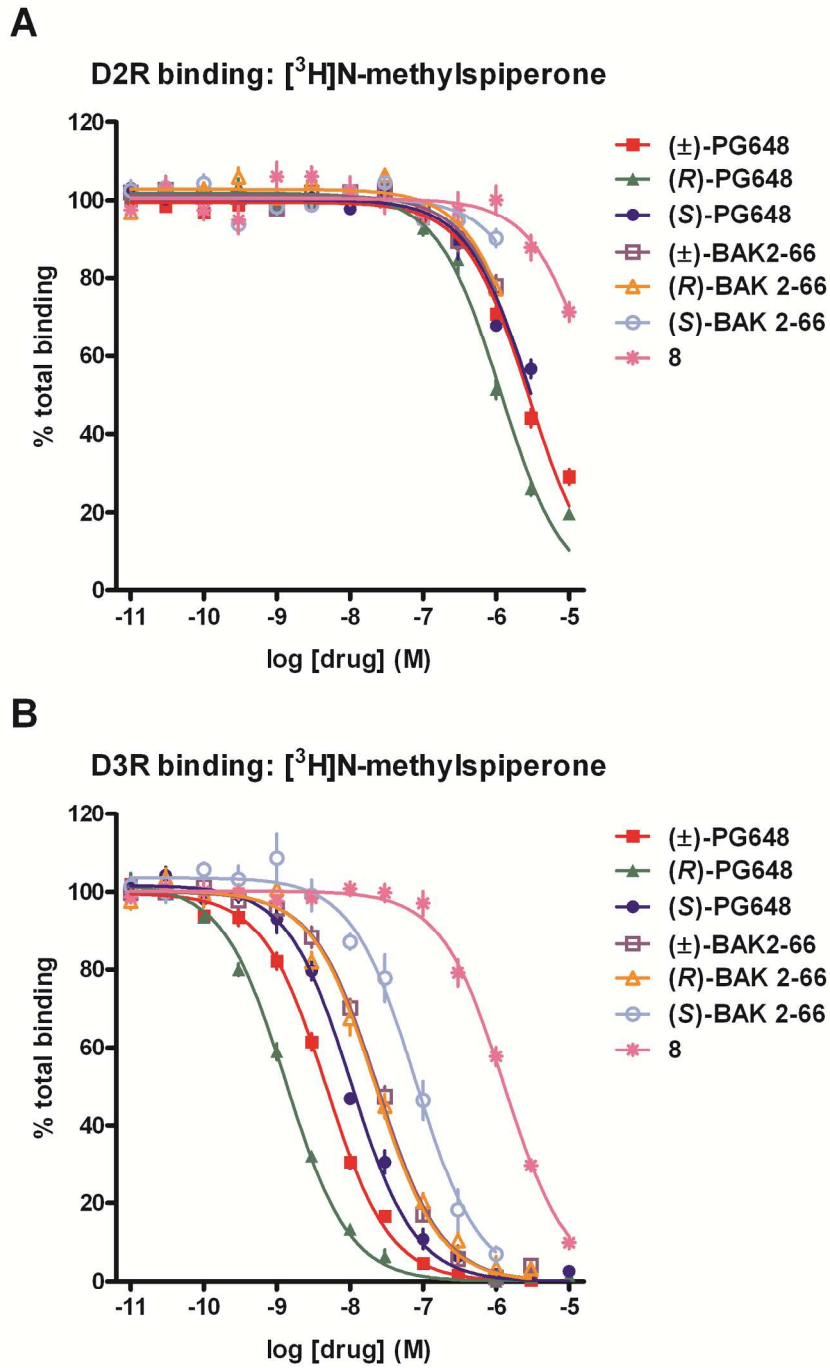 A
D2R binding: [³H]N-methylspiperone
120
100
80
60
40
20
0
% total binding
-11
-10
-9
-8
-7
-6
-5
log [drug] (M)
(±)-PG648
(R)-PG648
(S)-PG648
(±)-BAK2-66
(R)-BAK 2-66
(S)-BAK 2-66
8
B
D3R binding: [³H]N-methylspiperone
120
100
80
60
40
20
0
% total binding
-11
-10
-9
-8
-7
-6
-5
log [drug] (M)
(±)-PG648
(R)-PG648
(S)-PG648
(±)-BAK2-66
(R)-BAK 2-66
(S)-BAK 2-66
8